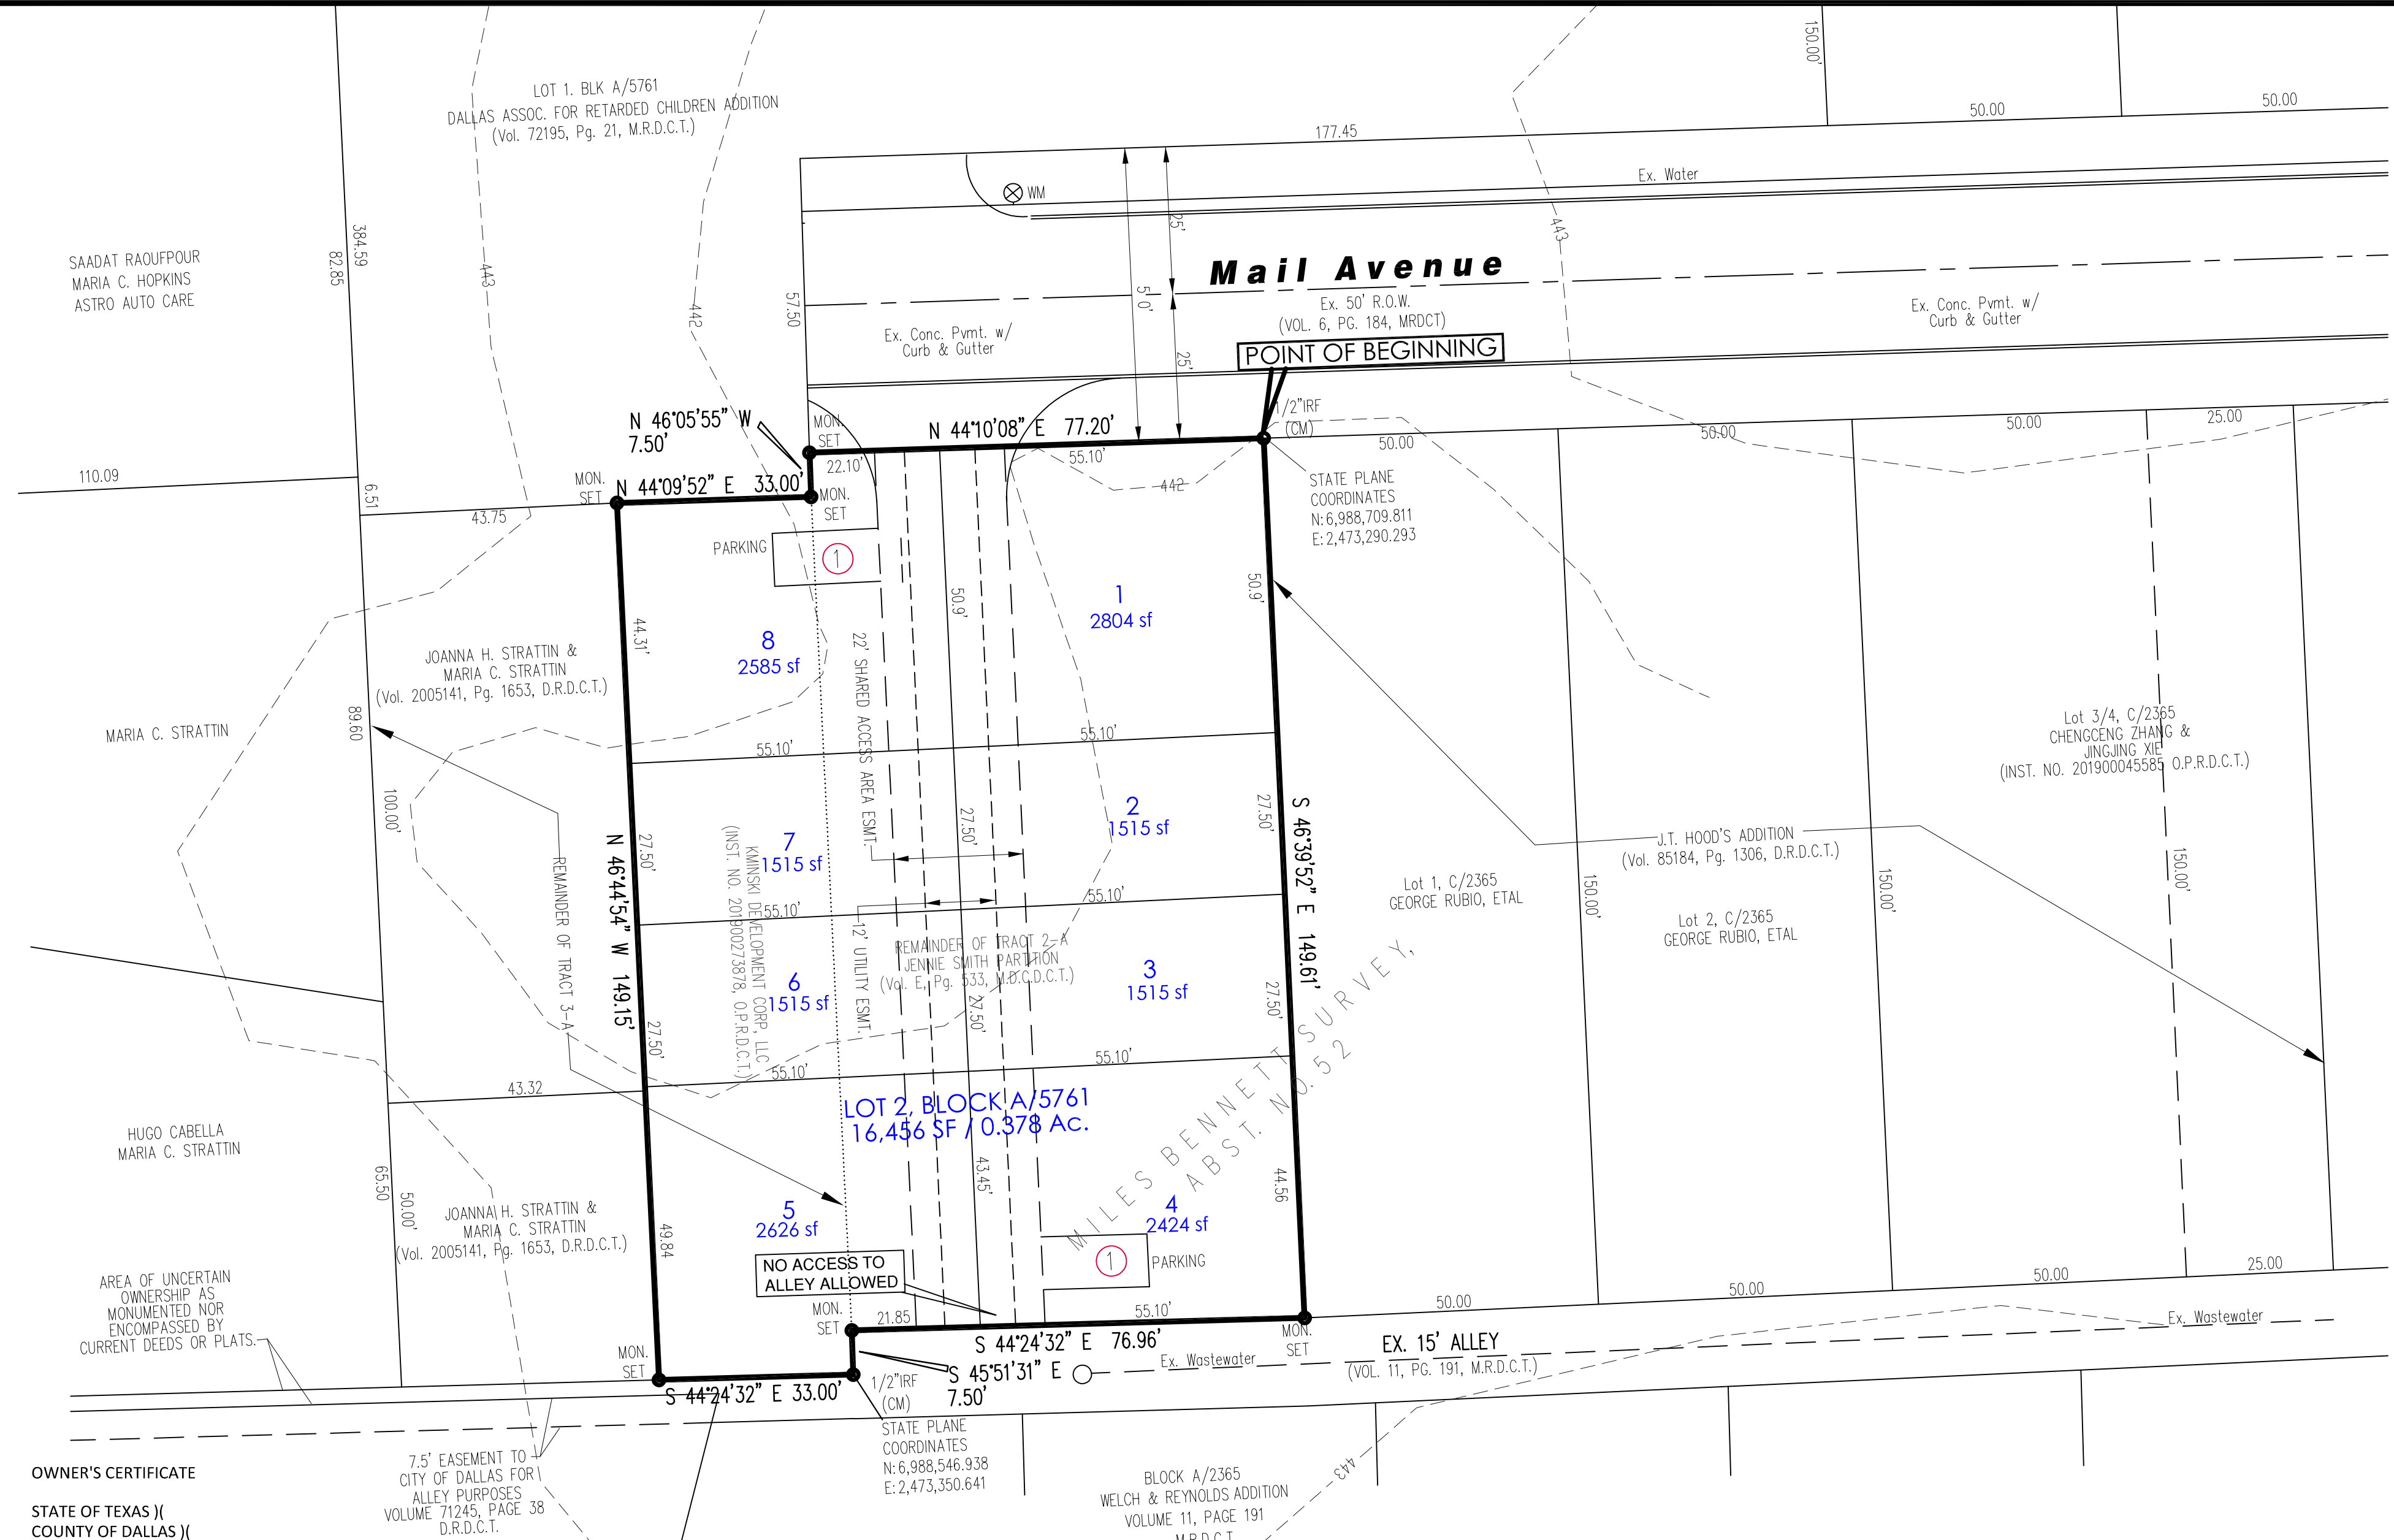 LOT 1. BLK A/5761
DALLAS ASSOC. FOR RETARDED CHILDREN ADDITION
(Vol. 72195, Pg. 21, M.R.D.C.T.)
150.00'
50.00
50.00
177.45
Ex. Water
WM
384.59
82.85
SAADAT RAOUFPOUR
MARIA C. HOPKINS
ASTRO AUTO CARE
443
442
57.50
25'
5'0'
25'
443
Mail Avenue
Ex. 50' R.O.W.
(VOL. 6, PG. 184, MRDCT)
Ex. Conc. Pvmt. w/
Curb & Gutter
Ex. Conc. Pvmt. w/
Curb & Gutter
POINT OF BEGINNING
1/2"IRF
(CM)
N 46°05'55" W
7.50'
MON.
SET
N 44°10'08" E 77.20'
22.10'
55.10'
50.00
50.00
50.00
25.00
110.09
6.51
43.75
MON.
SET
N 44°09'52" E 33.00'
MON.
SET
442
STATE PLANE
COORDINATES
N:6,988,709.811
E:2,473,290.293
PARKING
1
50.9'
50.9'
1
2804 sf
44.31'
8
2585 sf
22' SHARED ACCESS AREA ESMT.
JOANNA H. STRATTIN &
MARIA C. STRATTIN
(Vol. 2005141, Pg. 1653, D.R.D.C.T.)
MARIA C. STRATTIN
89.60
100.00'
55.10'
55.10'
Lot 3/4, C/2365
CHENGCENG ZHANG &
JINGJING XIE
(INST. NO. 201900045585 O.P.R.D.C.T.)
2
1515 sf
27.50'
27.50'
27.50'
7
1515 sf
S 46°39'52" E 149.61'
N 46°44'54" W 149.15'
REMAINDER OF TRACT 3-A
KMINSKI DEVELOPMENT CORP, LLC
(INST. NO. 201900273878, O.P.R.D.C.T.)
J.T. HOOD'S ADDITION
(Vol. 85184, Pg. 1306, D.R.D.C.T.)
150.00'
150.00'
150.00'
Lot 1, C/2365
GEORGE RUBIO, ETAL
Lot 2, C/2365
GEORGE RUBIO, ETAL
55.10'
55.10'
12' UTILITY ESMT.
REMAINDER OF TRACT 2-A
JENNIE SMITH PARTITION
(Vol. E, Pg. 533, M.D.C.D.C.T.)
3
1515 sf
6
1515 sf
27.50'
27.50'
27.50'
MILES BENNETT SURVEY,
ABST. NO. 52
55.10'
55.10'
43.32
LOT 2, BLOCK A/5761
16,456 SF / 0.378 Ac.
HUGO CABELLA
MARIA C. STRATTIN
65.50
50.00'
43.45'
44.56
49.84
JOANNA H. STRATTIN &
MARIA C. STRATTIN
(Vol. 2005141, Pg. 1653, D.R.D.C.T.)
5
2626 sf
4
2424 sf
1
PARKING
NO ACCESS TO
ALLEY ALLOWED
AREA OF UNCERTAIN
OWNERSHIP AS
MONUMENTED NOR
ENCOMPASSED BY
CURRENT DEEDS OR PLATS.
MON.
SET
21.85
55.10'
50.00
50.00
50.00
25.00
S 44°24'32" E 76.96'
MON.
SET
EX. 15' ALLEY
(VOL. 11, PG. 191, M.R.D.C.T.)
Ex. Wastewater
Ex. Wastewater
MON.
SET
S 44°24'32" E 33.00'
1/2"IRF
(CM)
S 45°51'31" E
7.50'
STATE PLANE
COORDINATES
N:6,988,546.938
E:2,473,350.641
443
7.5' EASEMENT TO
CITY OF DALLAS FOR
ALLEY PURPOSES
VOLUME 71245, PAGE 38
D.R.D.C.T.
BLOCK A/2365
WELCH & REYNOLDS ADDITION
VOLUME 11, PAGE 191
M.R.D.C.T.
OWNER'S CERTIFICATE
STATE OF TEXAS )(
COUNTY OF DALLAS )(